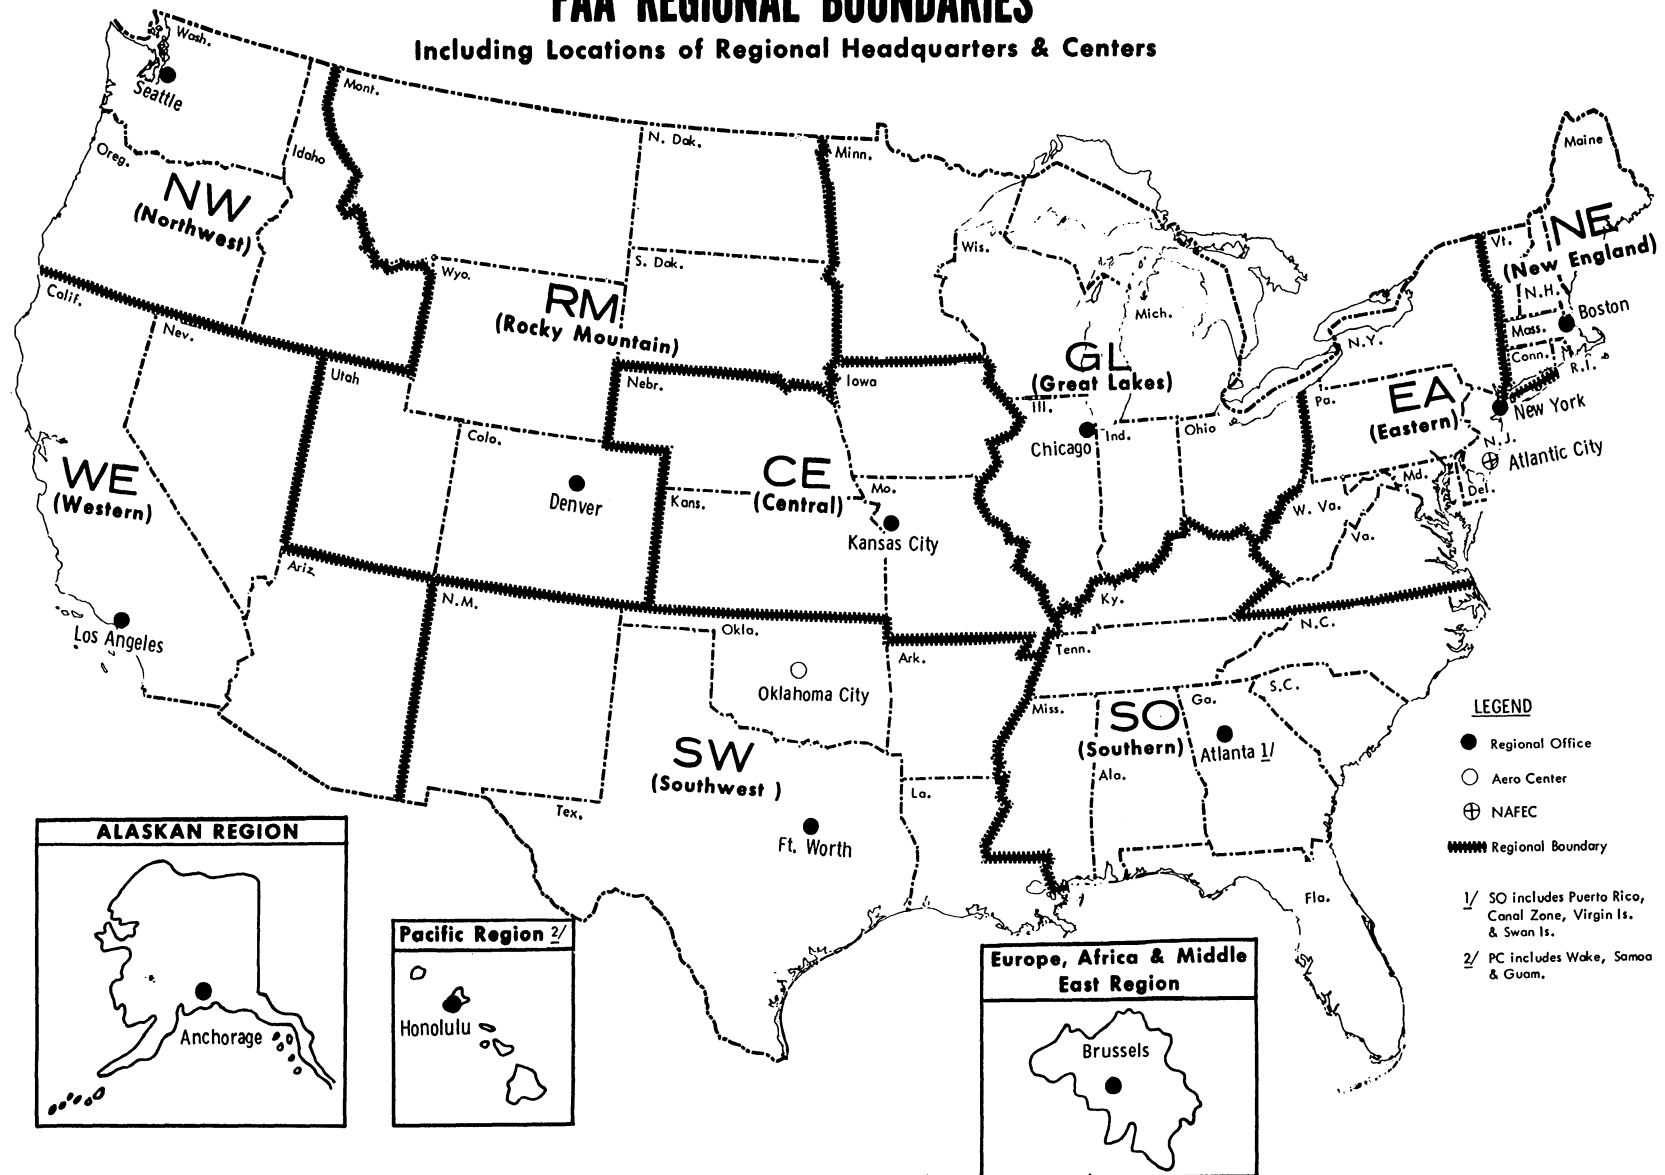 FAA REGIONAL BOUNDARIES
Including Locations of Regional Headquarters & Centers
Wash.
Seattle
Oreg.
Idaho
NW
(Northwest)
Mont.
N. Dak.
S. Dak.
Wyo.
RM
(Rocky Mountain)
Utah
Colo.
Denver
Calif.
Nev.
WE
(Western)
Los Angeles
Ariz
Nebr.
Iowa
CE
(Central)
Kans.
Mo.
Kansas City
Minn.
Wis.
Mich.
GL
(Great Lakes)
Ill.
Chicago
Ind.
Ohio
Maine
Vt.
NE
(New England)
N.H.
Boston
Mass.
Conn.
R.I.
N.Y.
Pa.
EA
(Eastern)
New York
N.J.
Atlantic City
Md.
Del.
W. Va.
Va.
Ky.
N.C.
Tenn.
S.C.
Miss.
Ga.
SO
(Southern)
Atlanta 1/
Ala.
Fla.
N.M.
Okla.
Ark.
Oklahoma City
SW
(Southwest )
La.
Tex.
Ft. Worth
LEGEND
Regional Office
Aero Center
NAFEC
Regional Boundary
1/ SO includes Puerto Rico,
Canal Zone, Virgin Is.
& Swan Is.
2/ PC includes Wake, Samoa
& Guam.
ALASKAN REGION
Anchorage
Pacific Region 2/
Honolulu
Europe, Africa & Middle
East Region
Brussels